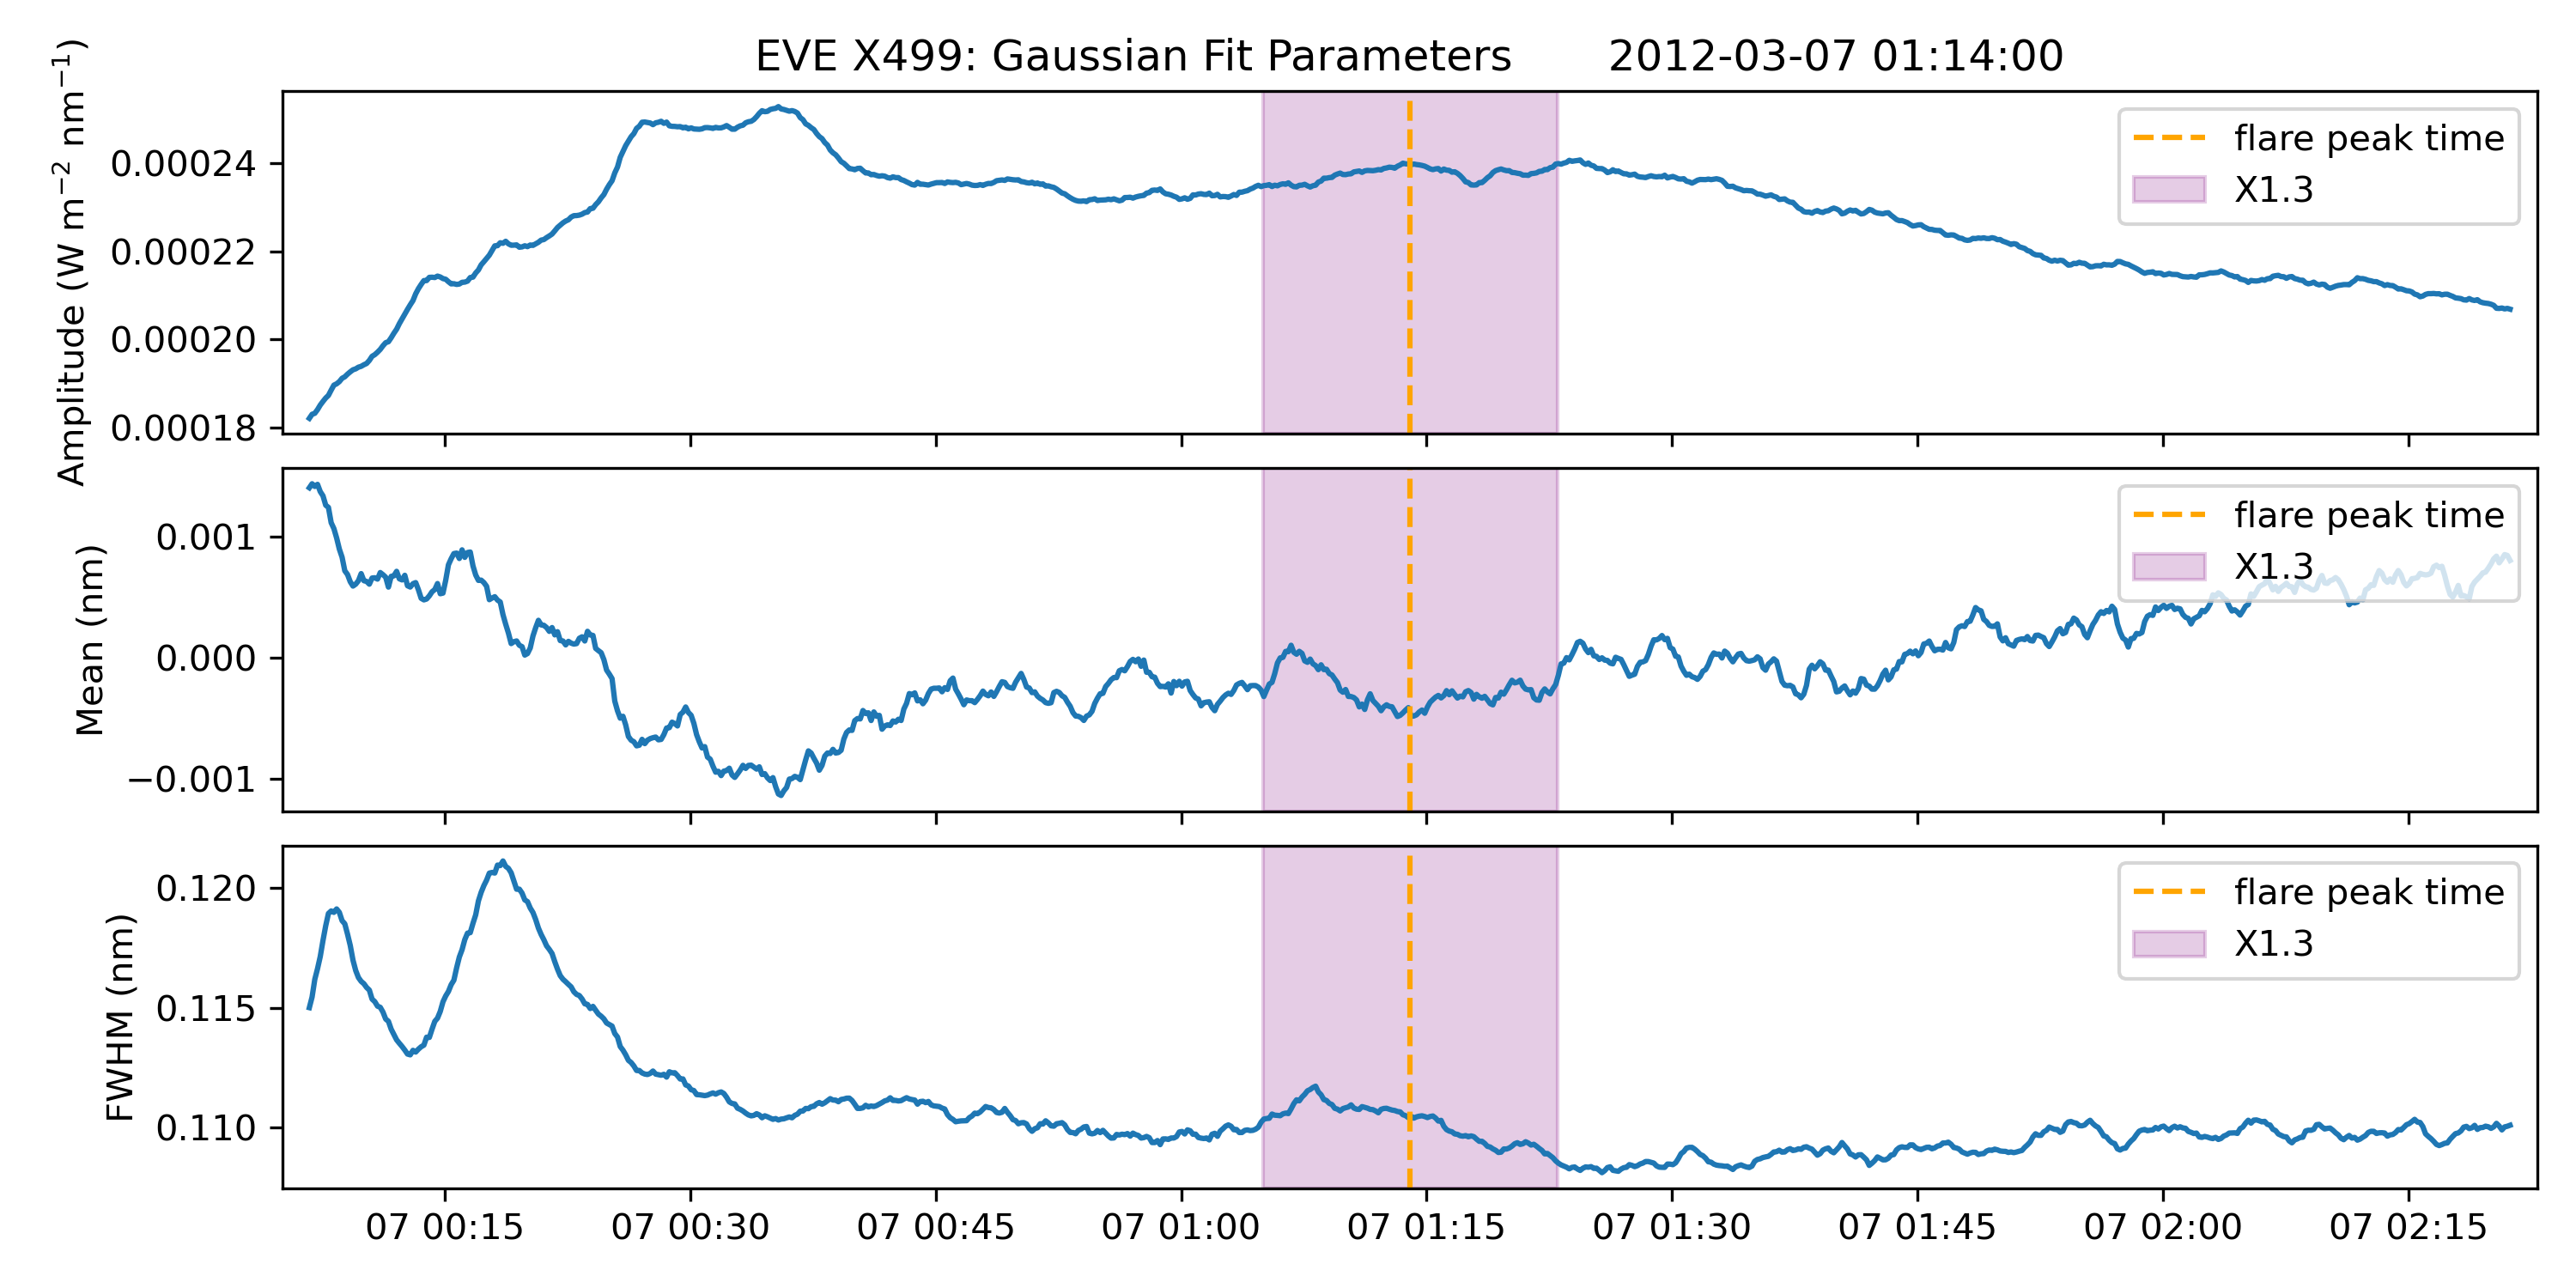 EVE X499: Gaussian Fit Parameters 2012-03-07 01:14:00
Amplitude (W m⁻² nm⁻¹)
0.00024
0.00022
0.00020
0.00018
flare peak time
X1.3
Mean (nm)
0.001
0.000
−0.001
flare peak time
X1.3
FWHM (nm)
0.120
0.115
0.110
flare peak time
X1.3
07 00:15 07 00:30 07 00:45 07 01:00 07 01:15 07 01:30 07 01:45 07 02:00 07 02:15